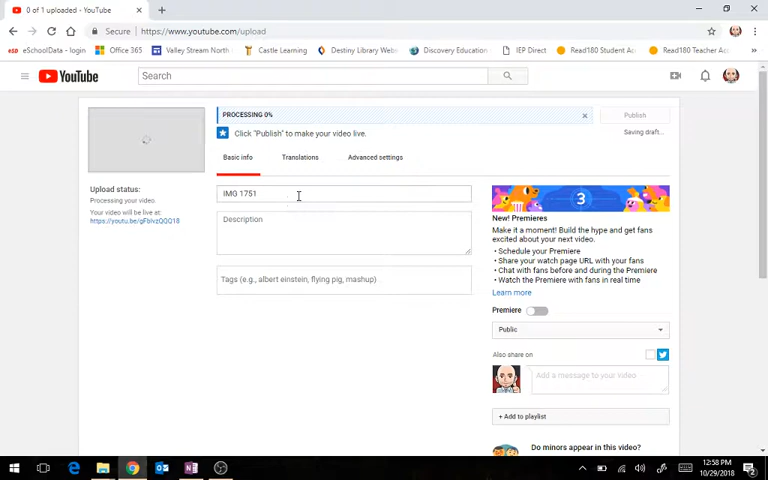 0 of 1 uploaded - YouTube
Secure https://www.youtube.com/upload
eSchoolData - login Office 365 Valley Stream North Castle Learning Destiny Library Web Discovery Education IEP Direct Read180 Student Ap Read180 Teacher Ac
YouTube
Search
PROCESSING 0%
Publish
Click "Publish" to make your video live.
Saving draft...
Basic info Translations Advanced settings
Upload status:
Processing your video.
Your video will be live at:
IMG 1751
Description
Tags (e.g., albert einstein, flying pig, mashup)
3
New! Premieres
Make it a moment! Build the hype and get fans
excited about your next video.
• Schedule your Premiere
• Share your watch page URL with your fans
• Chat with fans before and during the Premiere
• Watch the Premiere with fans in real time
Learn more
Premiere
Public
Also share on
Add a message to your video
+ Add to playlist
Do minors appear in this video?
12:58 PM
10/29/2018
2